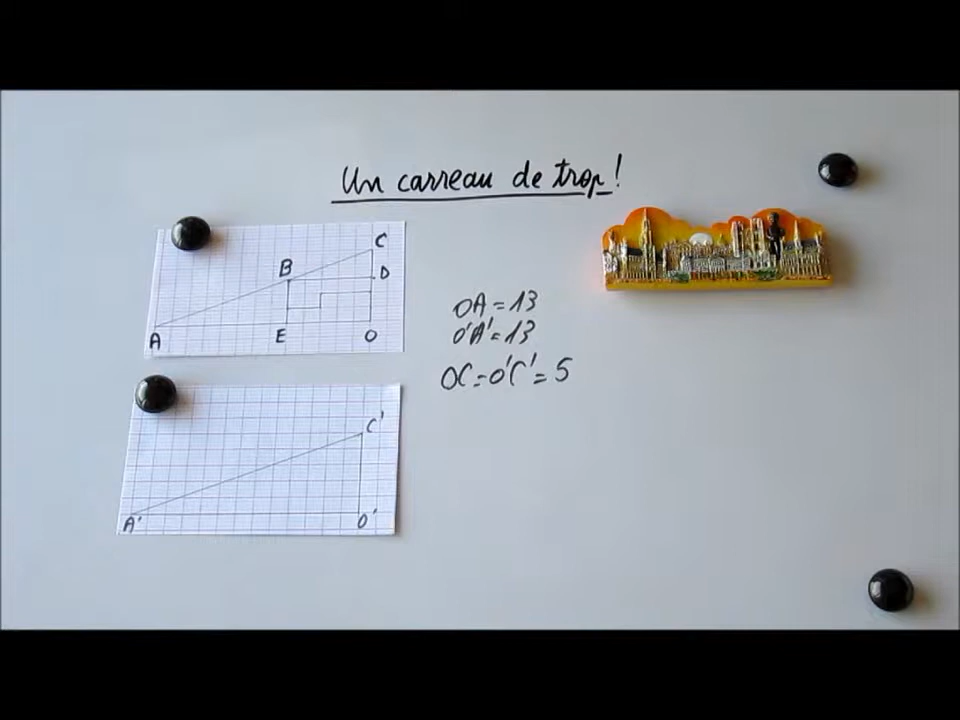 Un carreau de trop!
C
B
D
A
E
O
OA = 13
O'A' = 13
OC = O'C' = 5
C'
A'
O'